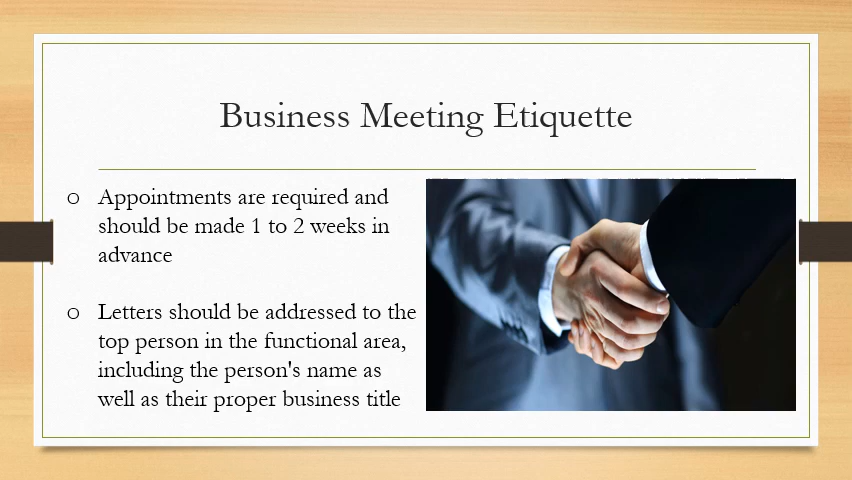 Business Meeting Etiquette
o Appointments are required and
should be made 1 to 2 weeks in
advance
o Letters should be addressed to the
top person in the functional area,
including the person's name as
well as their proper business title